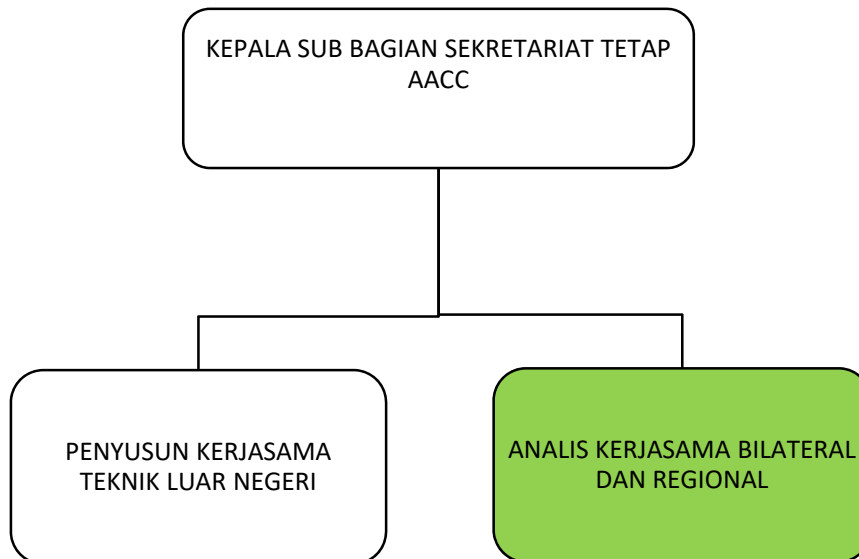 KEPALA SUB BAGIAN SEKRETARIAT TETAP
AACC
PENYUSUN KERJASAMA
TEKNIK LUAR NEGERI
ANALIS KERJASAMA BILATERAL
DAN REGIONAL